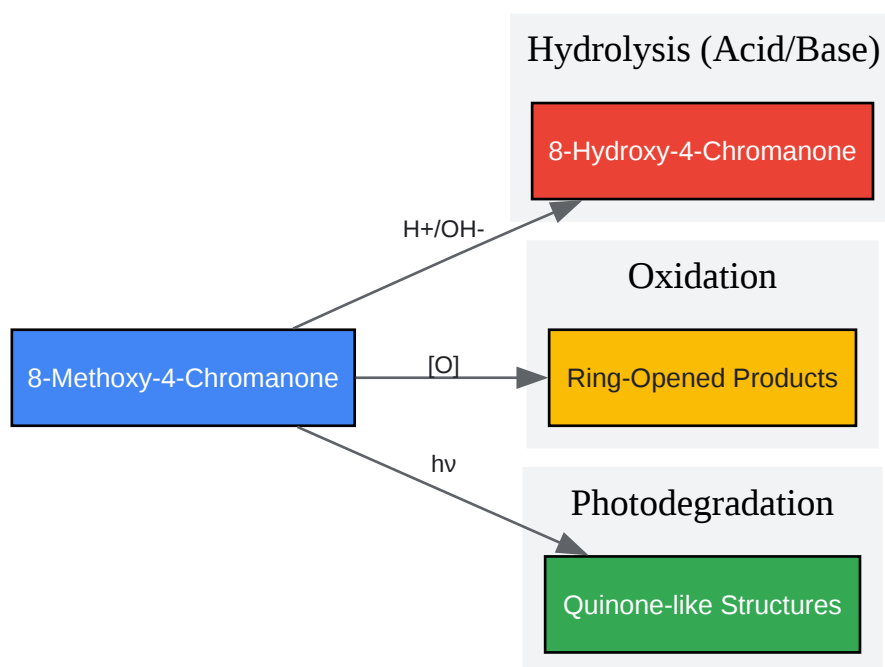 Hydrolysis (Acid/Base)
8-Hydroxy-4-Chromanone
H+/OH-
Oxidation
8-Methoxy-4-Chromanone
[O]
Ring-Opened Products
hν
Photodegradation
Quinone-like Structures